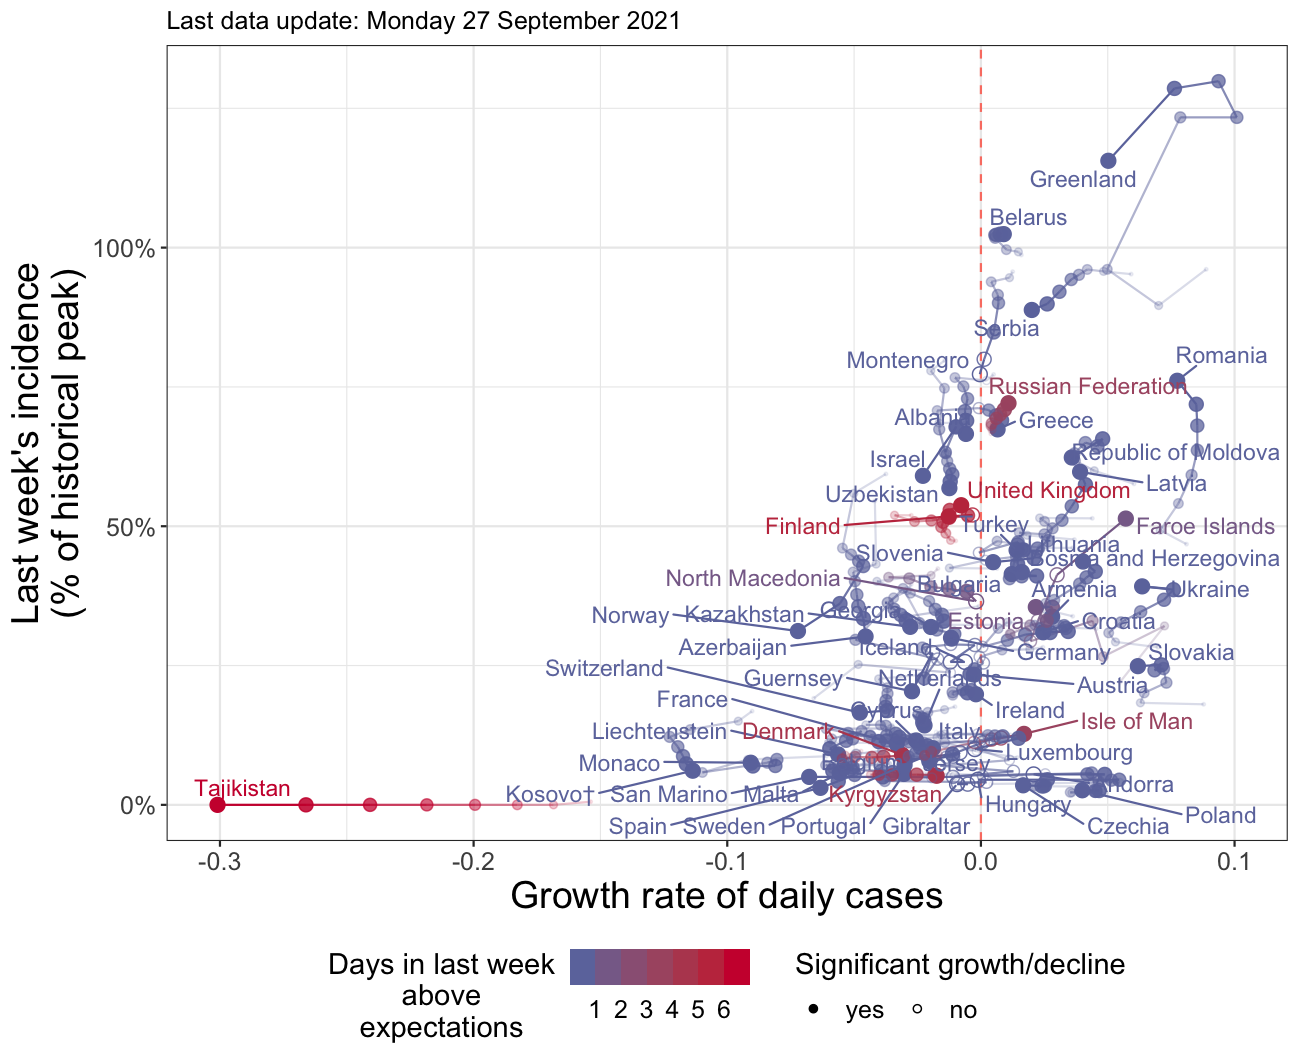 Last data update: Monday 27 September 2021
Last week's incidence
(% of historical peak)
100%
50%
0%
Greenland
Belarus
Serbia
Romania
Montenegro
Russian Federation
Albani
Greece
Republic of Moldova
Israel
Latvia
Uzbekistan
United Kingdom
Finland
Turkey
Faroe Islands
Lithuania
Slovenia
Bosnia and Herzegovina
North Macedonia
Bulgaria
Armenia
Ukraine
Norway
Kazakhstan
Georgia
Estonia
Croatia
Azerbaijan
Iceland
Germany
Slovakia
Switzerland
Guernsey
Netherlands
Austria
France
Cyprus
Ireland
Liechtenstein
Denmark
Italy
Isle of Man
Monaco
Belgium
Jersey
Luxembourg
Tajikistan
Kosovo†
San Marino
Malta
Kyrgyzstan
Hungary
Andorra
Poland
Spain
Sweden
Portugal
Gibraltar
Czechia
-0.3
-0.2
-0.1
0.0
0.1
Growth rate of daily cases
Days in last week
above
expectations
1 2 3 4 5 6
Significant growth/decline
yes
no